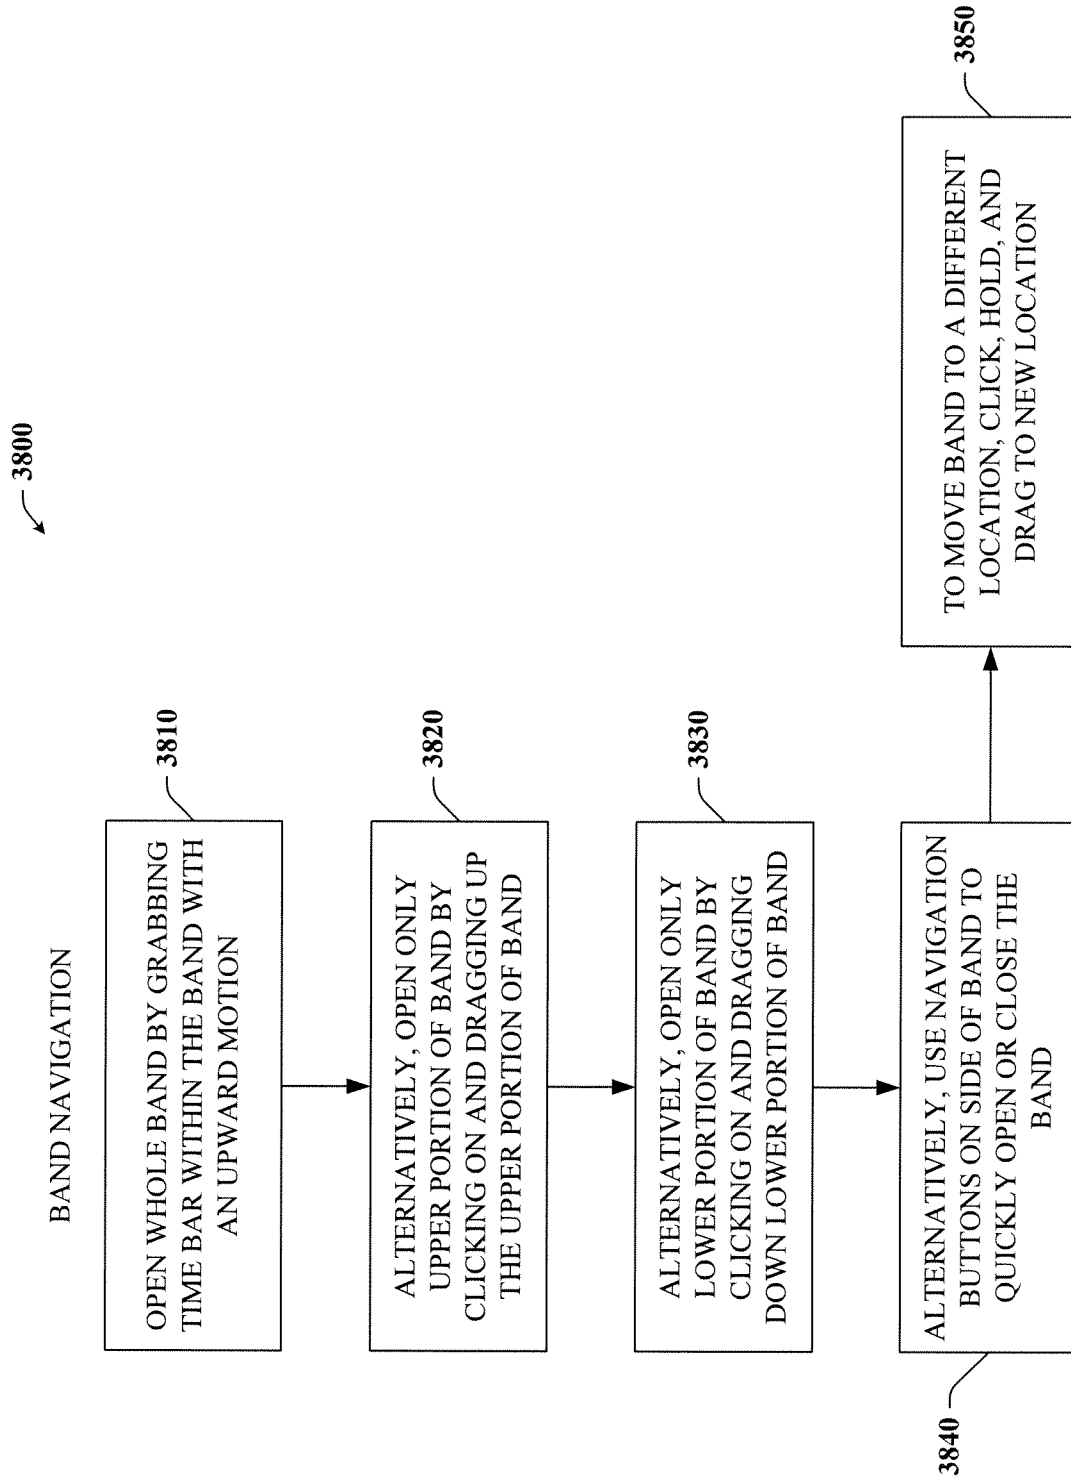 3800
BAND NAVIGATION
OPEN WHOLE BAND BY GRABBING
TIME BAR WITHIN THE BAND WITH
AN UPWARD MOTION
3810
ALTERNATIVELY, OPEN ONLY
UPPER PORTION OF BAND BY
CLICKING ON AND DRAGGING UP
THE UPPER PORTION OF BAND
3820
ALTERNATIVELY, OPEN ONLY
LOWER PORTION OF BAND BY
CLICKING ON AND DRAGGING
DOWN LOWER PORTION OF BAND
3830
ALTERNATIVELY, USE NAVIGATION
BUTTONS ON SIDE OF BAND TO
QUICKLY OPEN OR CLOSE THE
BAND
3840
TO MOVE BAND TO A DIFFERENT
LOCATION, CLICK, HOLD, AND
DRAG TO NEW LOCATION
3850